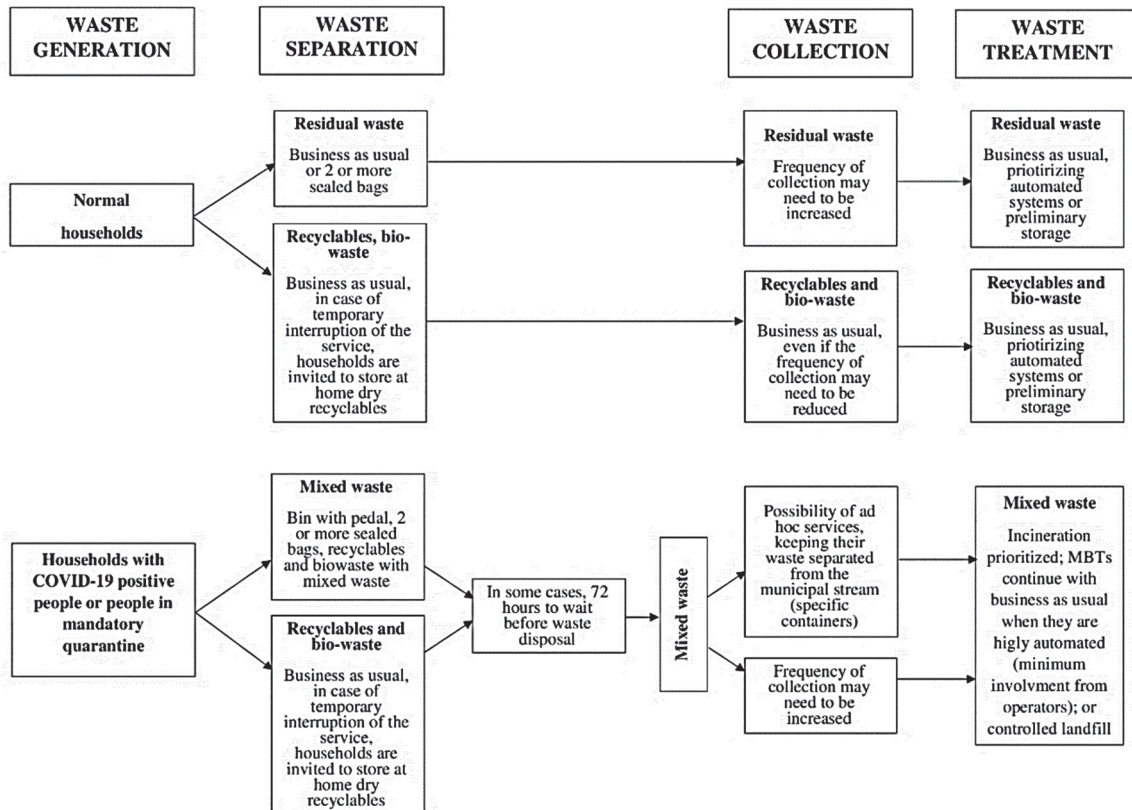 WASTE
GENERATION
WASTE
SEPARATION
WASTE
COLLECTION
WASTE
TREATMENT
Normal
households
Residual waste
Business as usual
or 2 or more
sealed bags
Residual waste
Frequency of
collection may
need to be
increased
Residual waste
Business as usual,
priotirizing
automated
systems or
preliminary
storage
Recyclables, bio-
waste
Business as usual,
in case of
temporary
interruption of the
service,
households are
invited to store at
home dry
recyclables
Recyclables and
bio-waste
Business as usual,
even if the
frequency of
collection may
need to be
reduced
Recyclables and
bio-waste
Business as usual,
priotirizing
automated
systems or
preliminary
storage
Households with
COVID-19 positive
people or people in
mandatory
quarantine
Mixed waste
Bin with pedal, 2
or more sealed
bags, recyclables
and biowaste with
mixed waste
Recyclables and
bio-waste
Business as usual,
in case of
temporary
interruption of the
service,
households are
invited to store at
home dry
recyclables
In some cases, 72
hours to wait
before waste
disposal
Mixed waste
Possibility of ad
hoc services,
keeping their
waste separated
from the
municipal stream
(specific
containers)
Frequency of
collection may
need to be
increased
Mixed waste
Incineration
prioritized; MBTs
continue with
business as usual
when they are
higly automated
(minimum
involvment from
operators); or
controlled landfill